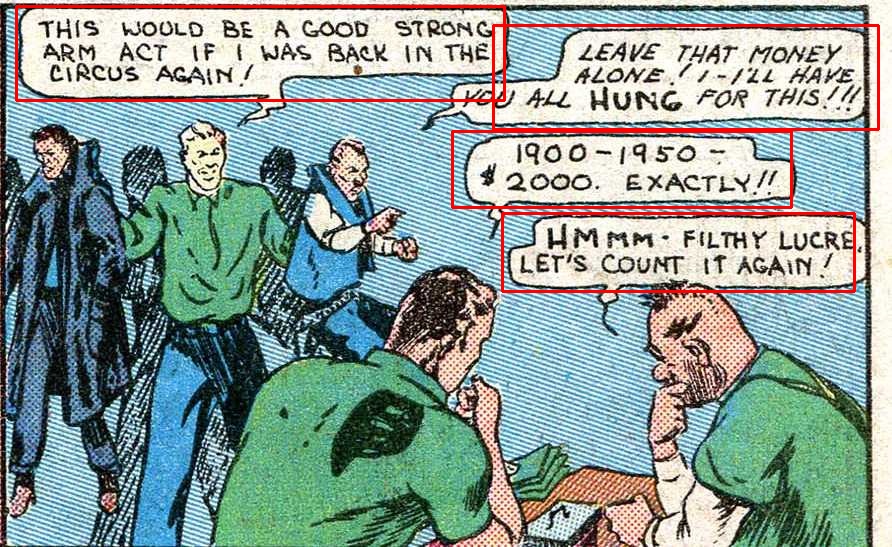 THIS WOULD BE A GOOD STRONG
ARM ACT IF I WAS BACK IN THE
CIRCUS AGAIN!
LEAVE THAT MONEY
ALONE! I-I'LL HAVE
YOU ALL HUNG FOR THIS!!!
1900-1950-
$2000. EXACTLY!!
HMMM- FILTHY LUCRE.
LET'S COUNT IT AGAIN!